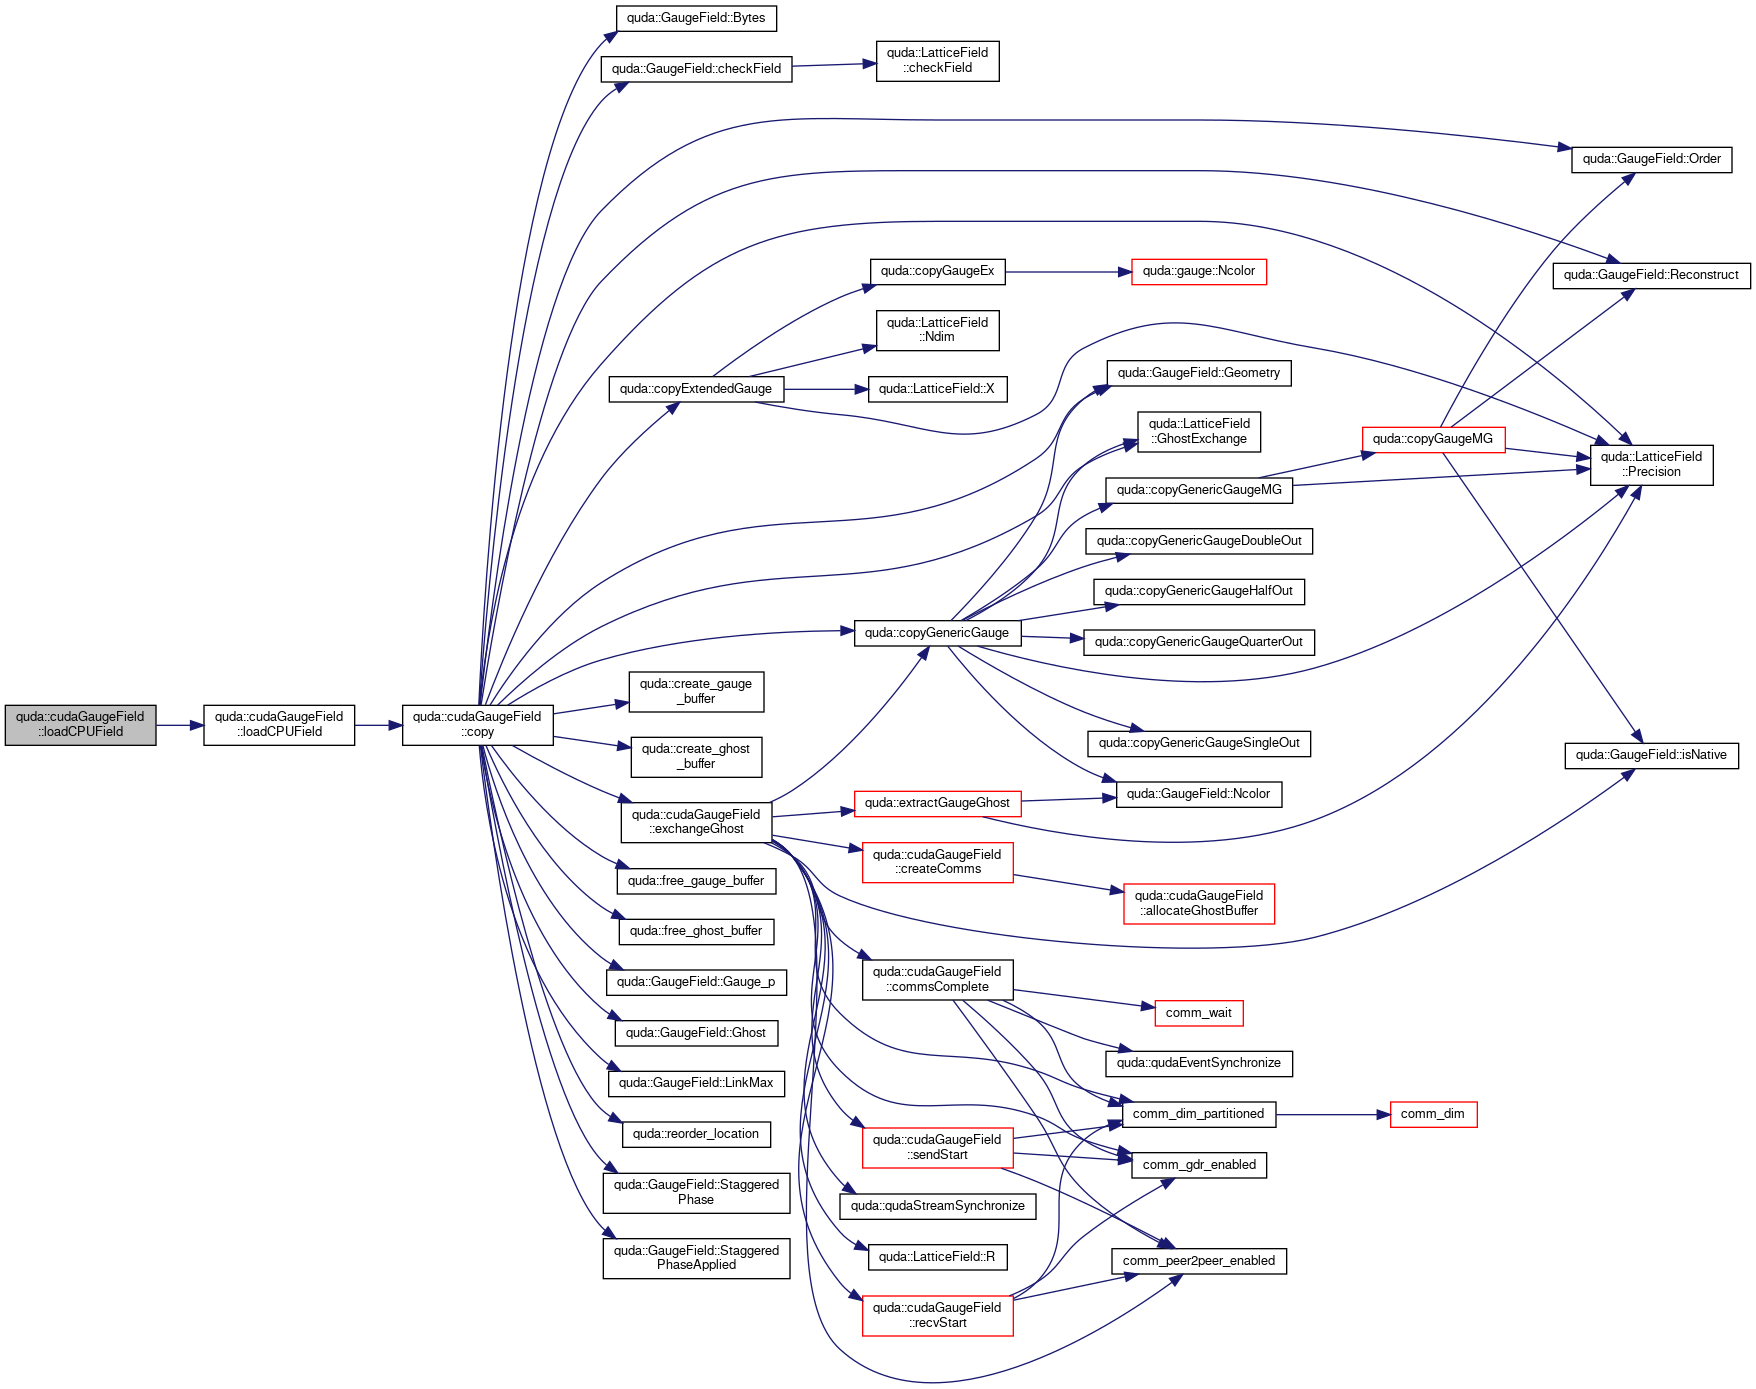 quda::cudaGaugeField
::loadCPUField
quda::cudaGaugeField
::loadCPUField
quda::cudaGaugeField
::copy
quda::GaugeField::Bytes
quda::GaugeField::checkField
quda::LatticeField
::checkField
quda::copyExtendedGauge
quda::copyGaugeEx
quda::gauge::Ncolor
quda::LatticeField
::Ndim
quda::LatticeField::X
quda::GaugeField::Order
quda::GaugeField::Reconstruct
quda::GaugeField::Geometry
quda::LatticeField
::GhostExchange
quda::copyGaugeMG
quda::LatticeField
::Precision
quda::copyGenericGaugeMG
quda::copyGenericGaugeDoubleOut
quda::copyGenericGaugeHalfOut
quda::copyGenericGauge
quda::copyGenericGaugeQuarterOut
quda::copyGenericGaugeSingleOut
quda::GaugeField::isNative
quda::GaugeField::Ncolor
quda::create_gauge
_buffer
quda::create_ghost
_buffer
quda::cudaGaugeField
::exchangeGhost
quda::extractGaugeGhost
quda::cudaGaugeField
::createComms
quda::cudaGaugeField
::allocateGhostBuffer
quda::free_gauge_buffer
quda::free_ghost_buffer
quda::GaugeField::Gauge_p
quda::GaugeField::Ghost
quda::GaugeField::LinkMax
quda::reorder_location
quda::GaugeField::Staggered
Phase
quda::GaugeField::Staggered
PhaseApplied
quda::cudaGaugeField
::commsComplete
comm_wait
quda::qudaEventSynchronize
comm_dim_partitioned
comm_dim
quda::cudaGaugeField
::sendStart
comm_gdr_enabled
quda::qudaStreamSynchronize
quda::LatticeField::R
comm_peer2peer_enabled
quda::cudaGaugeField
::recvStart